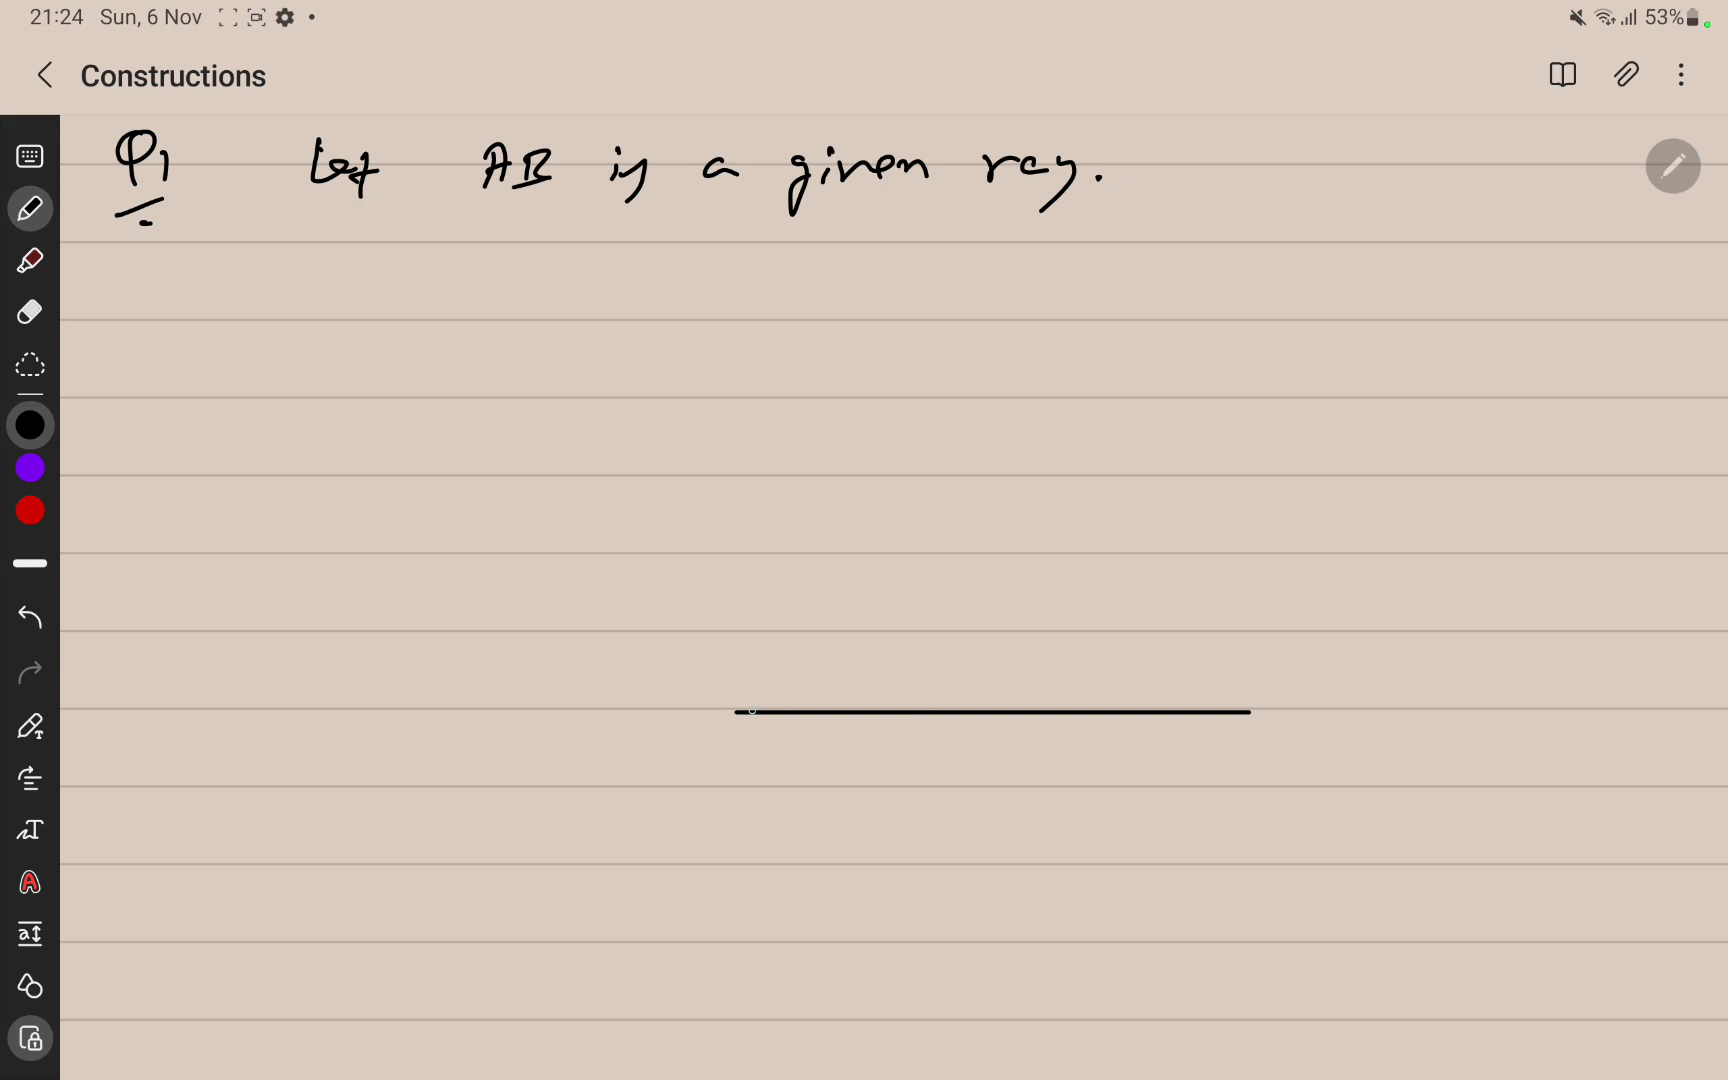 21:24 Sun, 6 Nov 53%
Constructions
Q1 Let AB is a given ray.